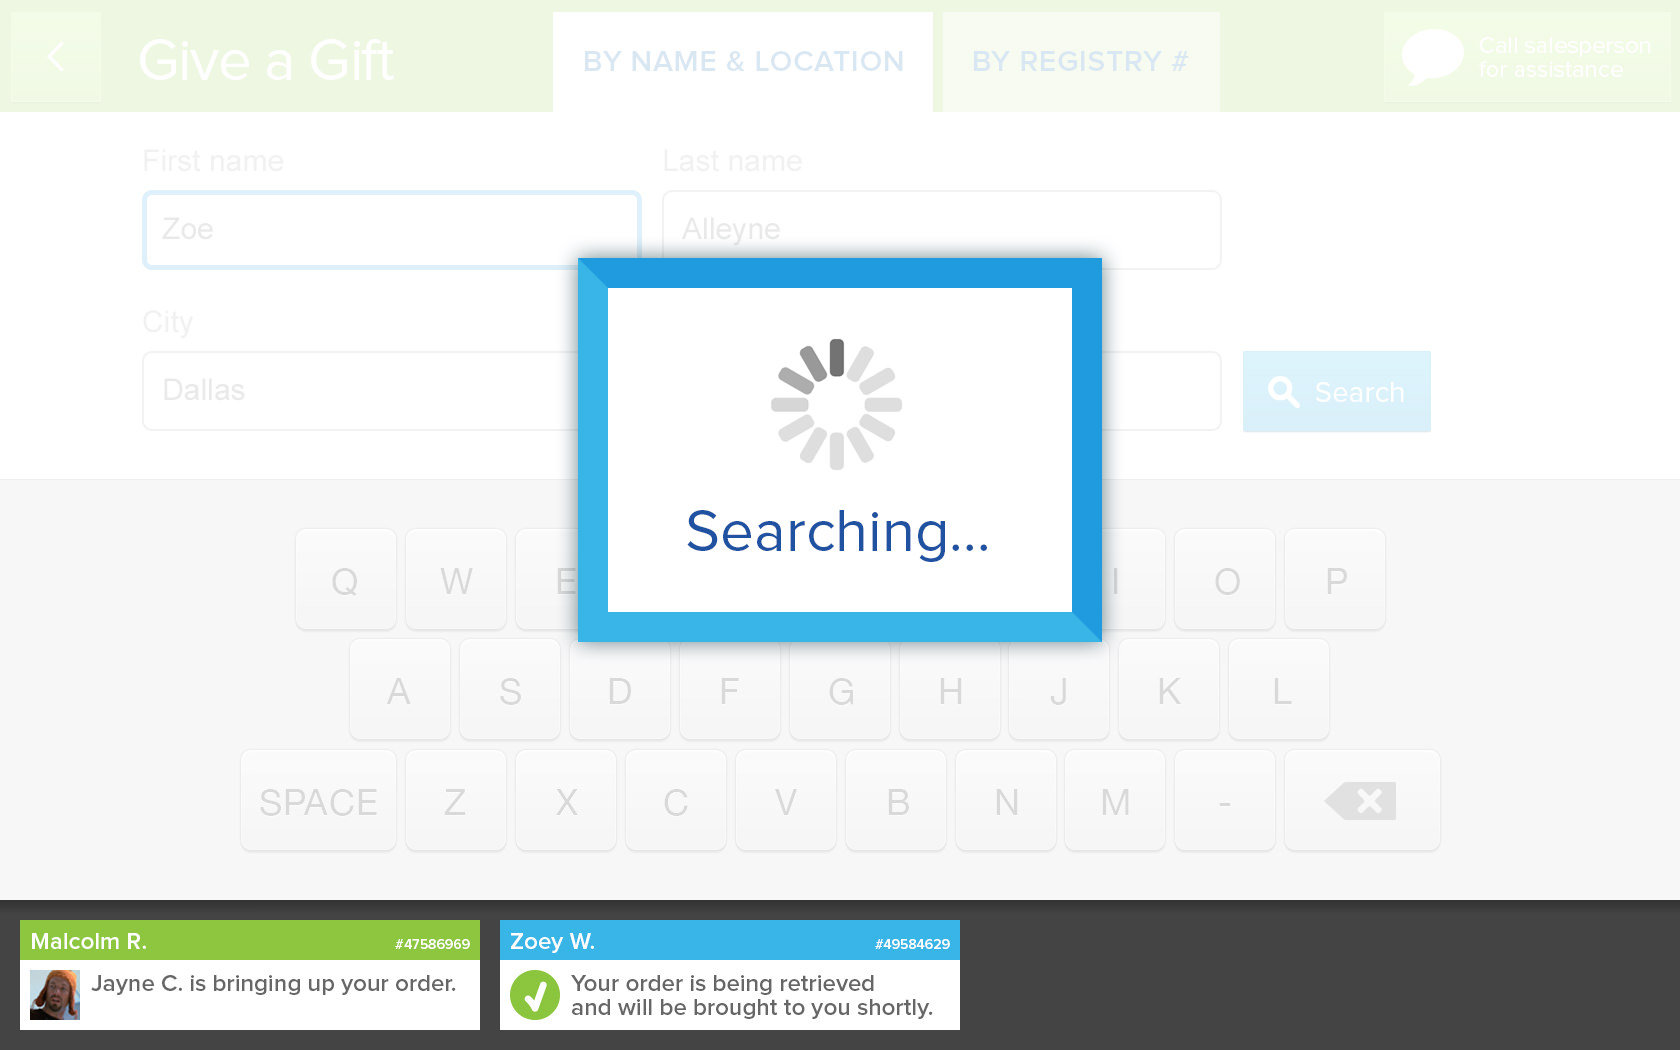 Give a Gift
BY NAME & LOCATION
BY REGISTRY #
Call salesperson
for assistance
First name
Last name
Zoe
Alleyne
City
Dallas
Search
Searching...
Q W E I O P
A S D F G H J K L
SPACE Z X C V B N M -
Malcolm R.
#47586969
Jayne C. is bringing up your order.
Zoey W.
#49584629
Your order is being retrieved
and will be brought to you shortly.